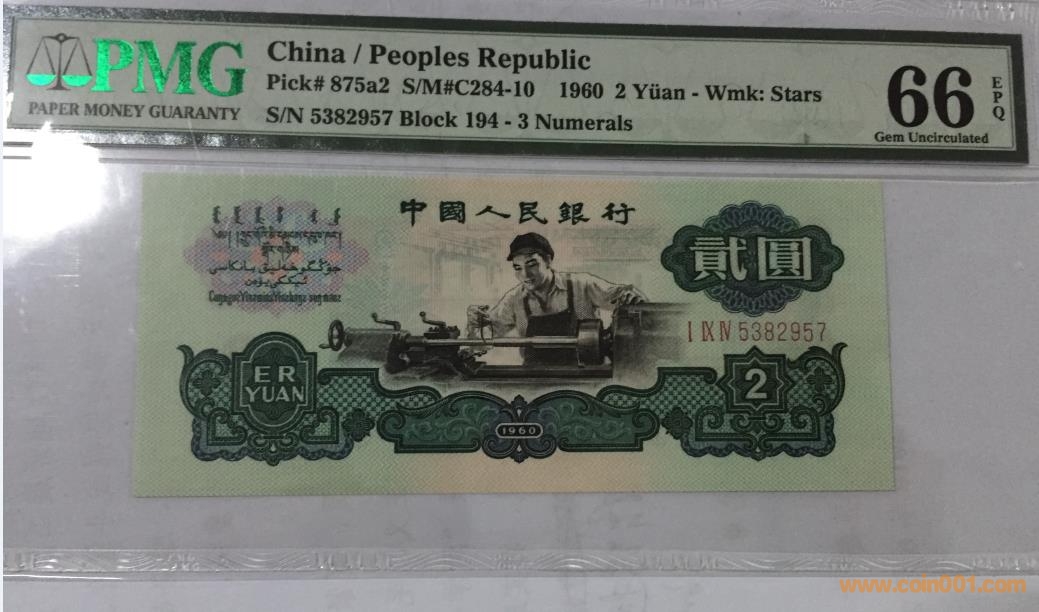 PMG
PAPER MONEY GUARANTY
China / Peoples Republic
Pick# 875a2 S/M#C284-10 1960 2 Yüan - Wmk: Stars
S/N 5382957 Block 194 - 3 Numerals
66
EPQ
Gem Uncirculated
中國人民銀行
貳圓
I IX IV 5382957
ER
YUAN
2
1960
www.coin001.com